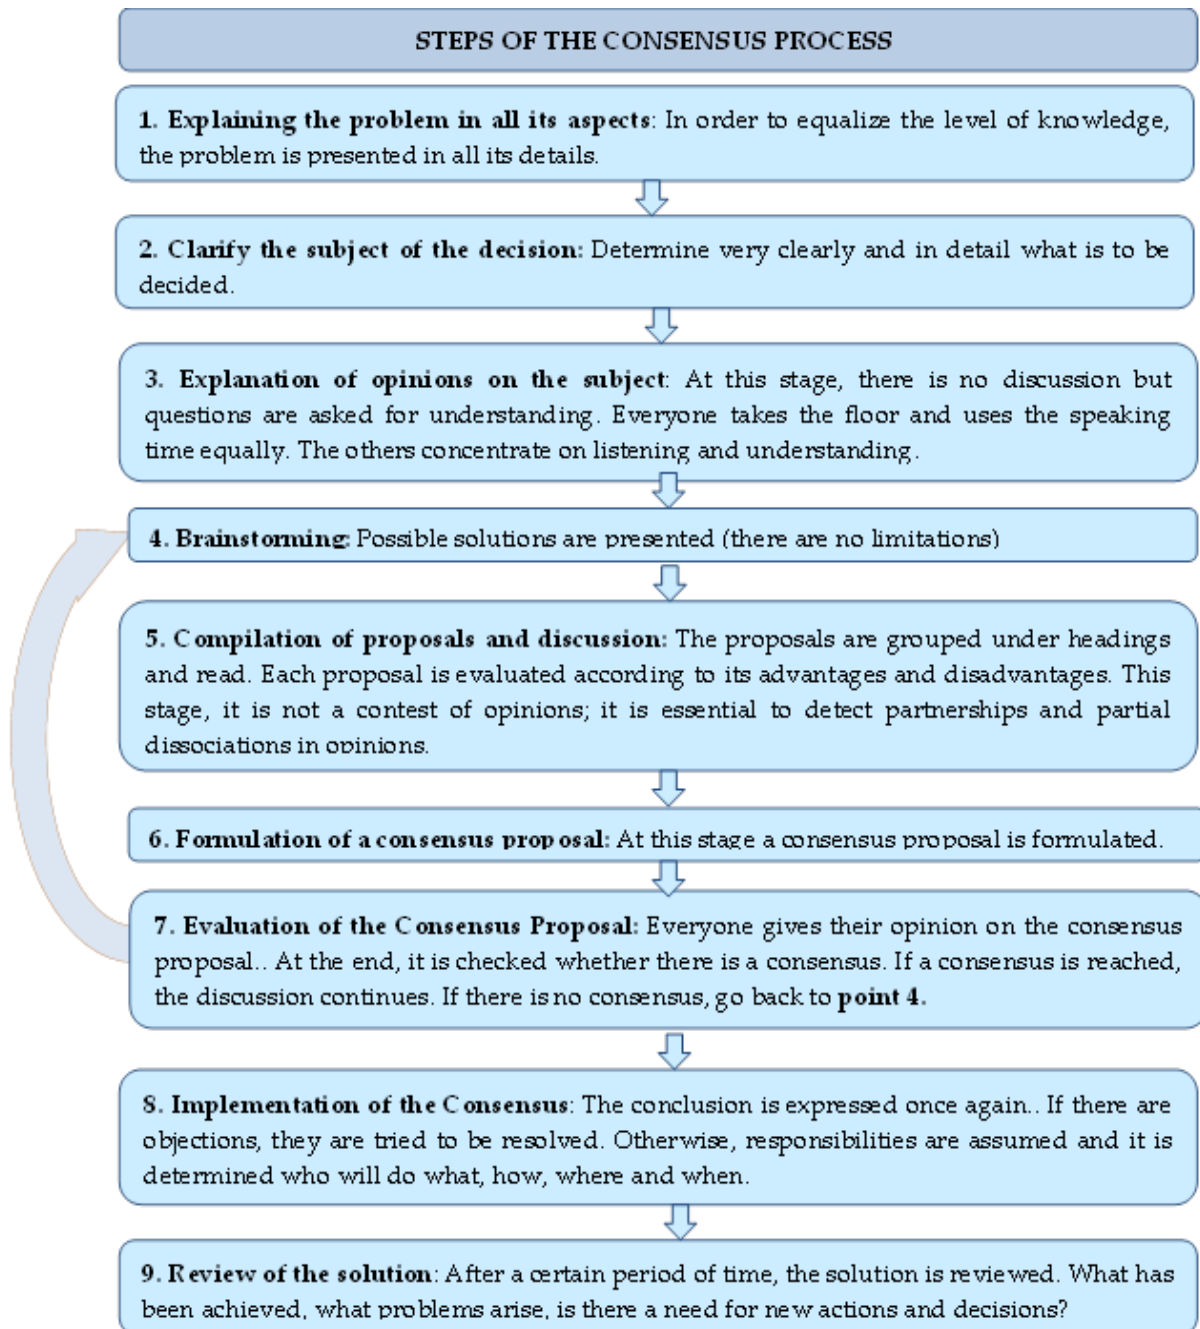 STEPS OF THE CONSENSUS PROCESS
1. Explaining the problem in all its aspects: In order to equalize the level of knowledge,
the problem is presented in all its details.
2. Clarify the subject of the decision: Determine very clearly and in detail what is to be
decided.
3. Explanation of opinions on the subject: At this stage, there is no discussion but
questions are asked for understanding. Everyone takes the floor and uses the speaking
time equally. The others concentrate on listening and understanding.
4. Brainstorming: Possible solutions are presented (there are no limitations)
5. Compilation of proposals and discussion: The proposals are grouped under headings
and read. Each proposal is evaluated according to its advantages and disadvantages. This
stage, it is not a contest of opinions; it is essential to detect partnerships and partial
dissociations in opinions.
6. Formulation of a consensus proposal: At this stage a consensus proposal is formulated.
7. Evaluation of the Consensus Proposal: Everyone gives their opinion on the consensus
proposal.. At the end, it is checked whether there is a consensus. If a consensus is reached,
the discussion continues. If there is no consensus, go back to point 4.
8. Implementation of the Consensus: The conclusion is expressed once again.. If there are
objections, they are tried to be resolved. Otherwise, responsibilities are assumed and it is
determined who will do what, how, where and when.
9. Review of the solution: After a certain period of time, the solution is reviewed. What has
been achieved, what problems arise, is there a need for new actions and decisions?